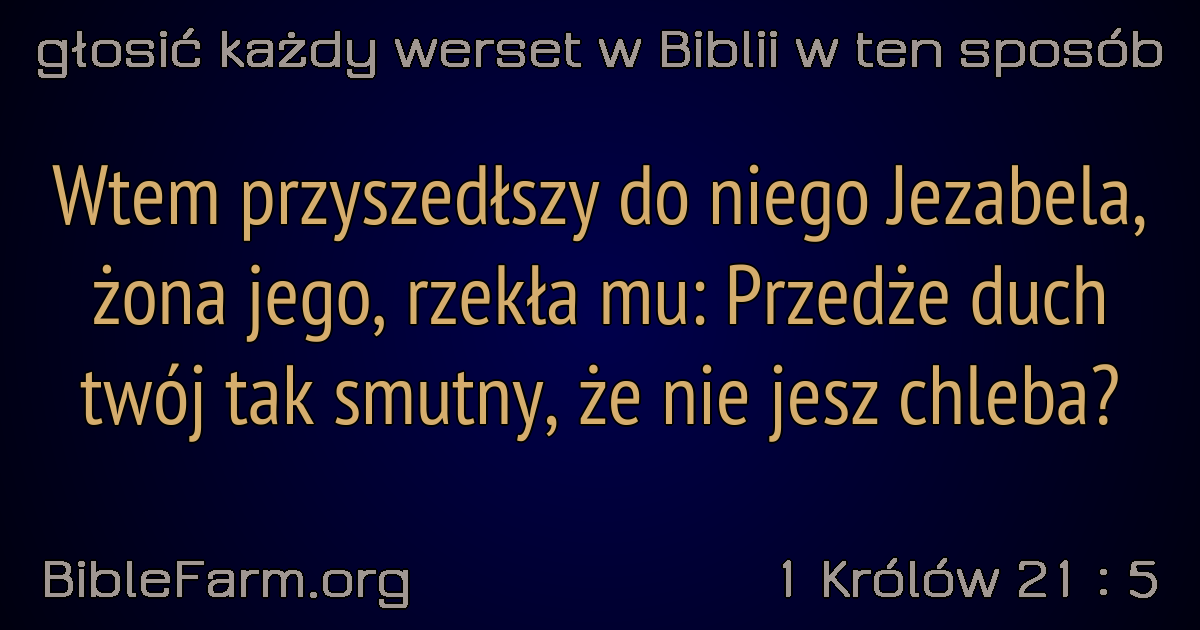 głosić każdy werset w Biblii w ten sposób
Wtem przyszedłszy do niego Jezabela,
żona jego, rzekła mu: Przedże duch
twój tak smutny, że nie jesz chleba?
BibleFarm.org
1 Królów 21 : 5